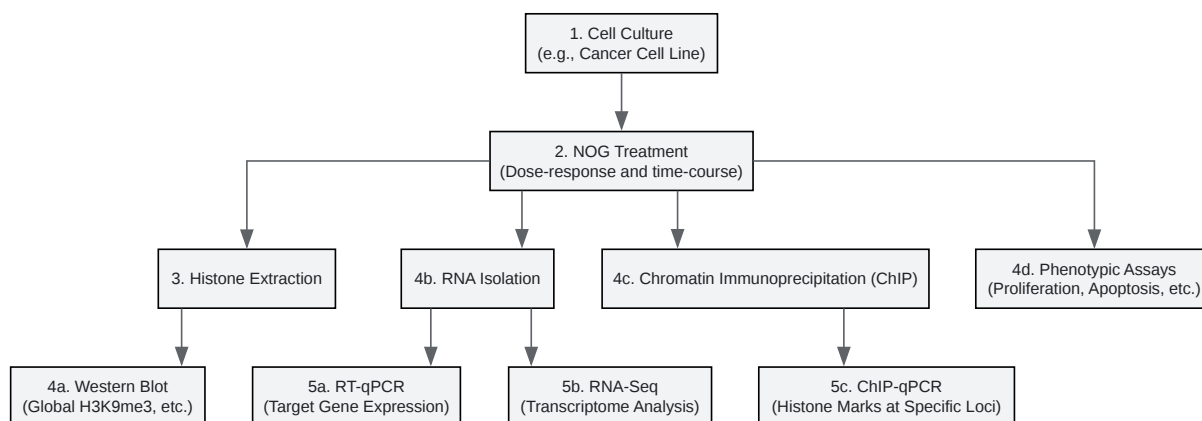 1. Cell Culture
(e.g., Cancer Cell Line)
2. NOG Treatment
(Dose-response and time-course)
3. Histone Extraction
4b. RNA Isolation
4c. Chromatin Immunoprecipitation (ChIP)
4d. Phenotypic Assays
(Proliferation, Apoptosis, etc.)
4a. Western Blot
(Global H3K9me3, etc.)
5a. RT-qPCR
(Target Gene Expression)
5b. RNA-Seq
(Transcriptome Analysis)
5c. ChIP-qPCR
(Histone Marks at Specific Loci)